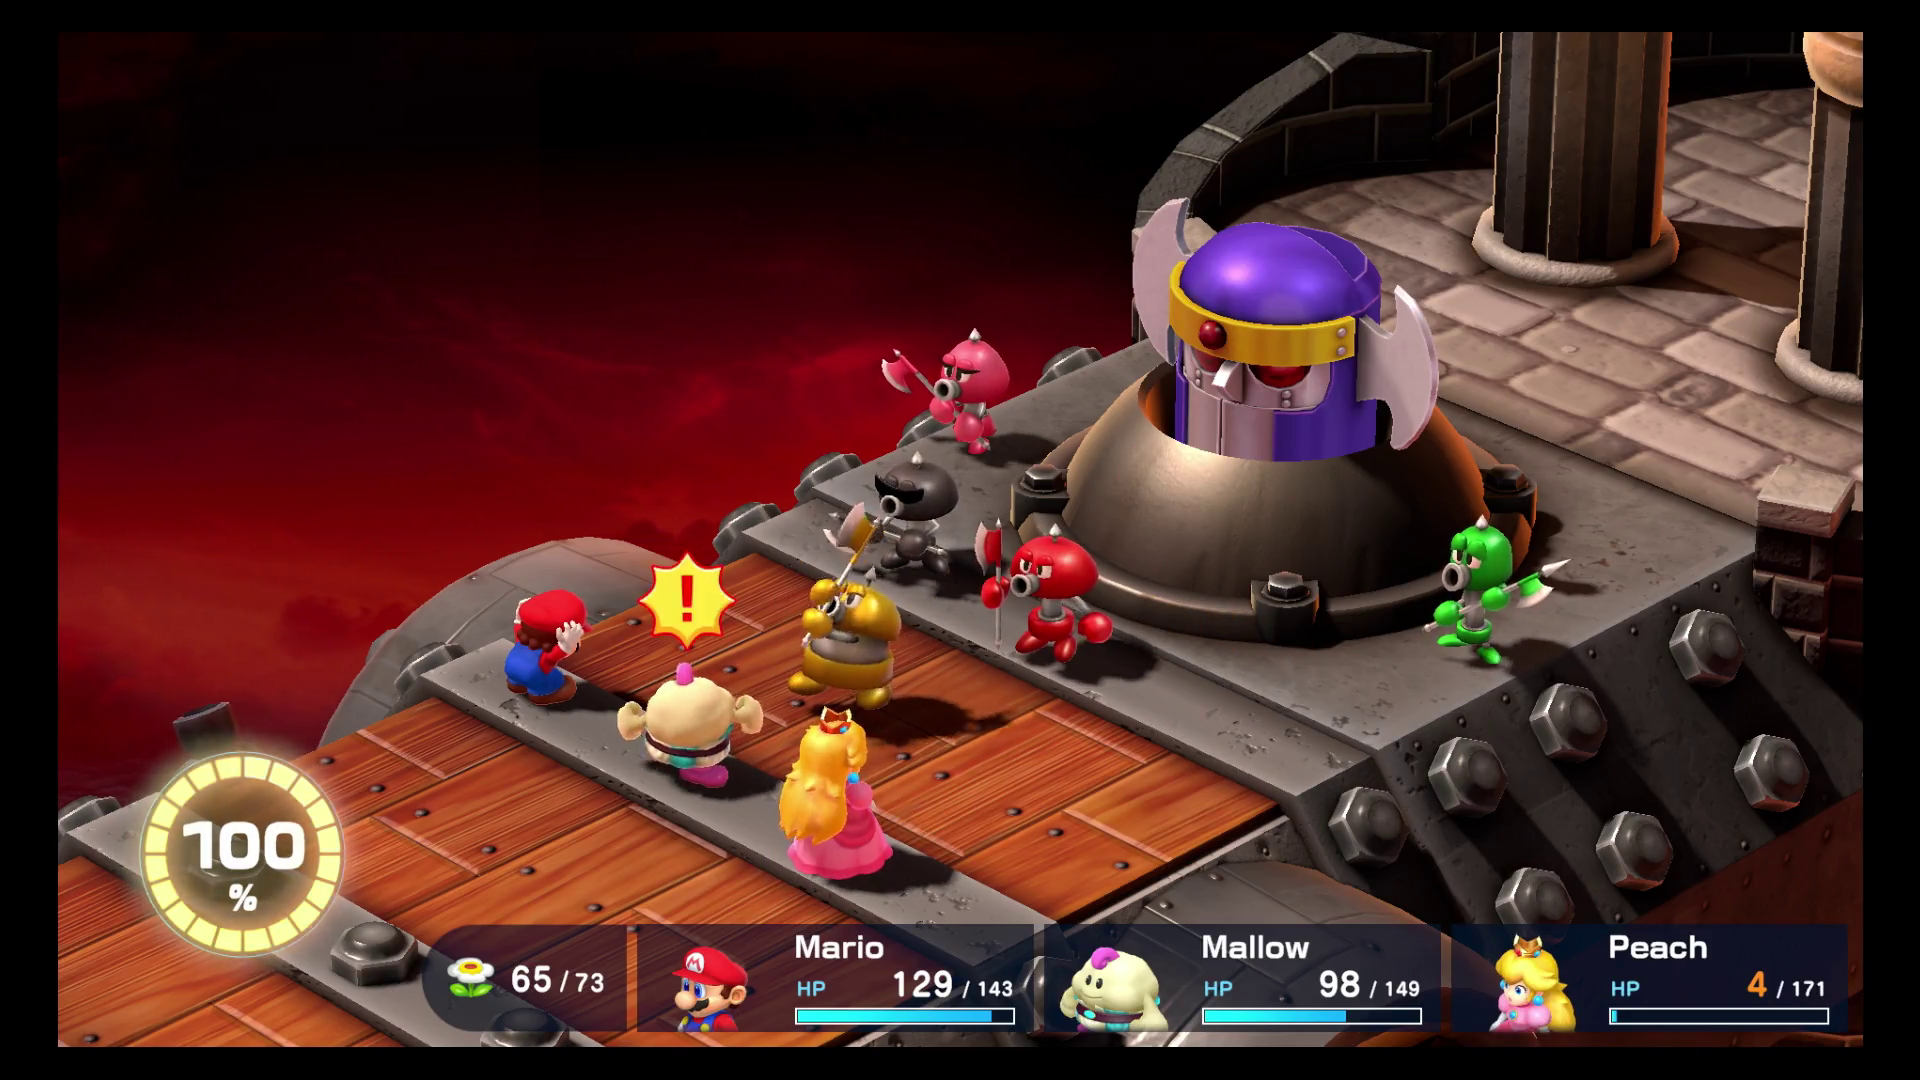 !
100
%
65/73
Mario
HP 129/143
Mallow
HP 98/149
Peach
HP 4/171